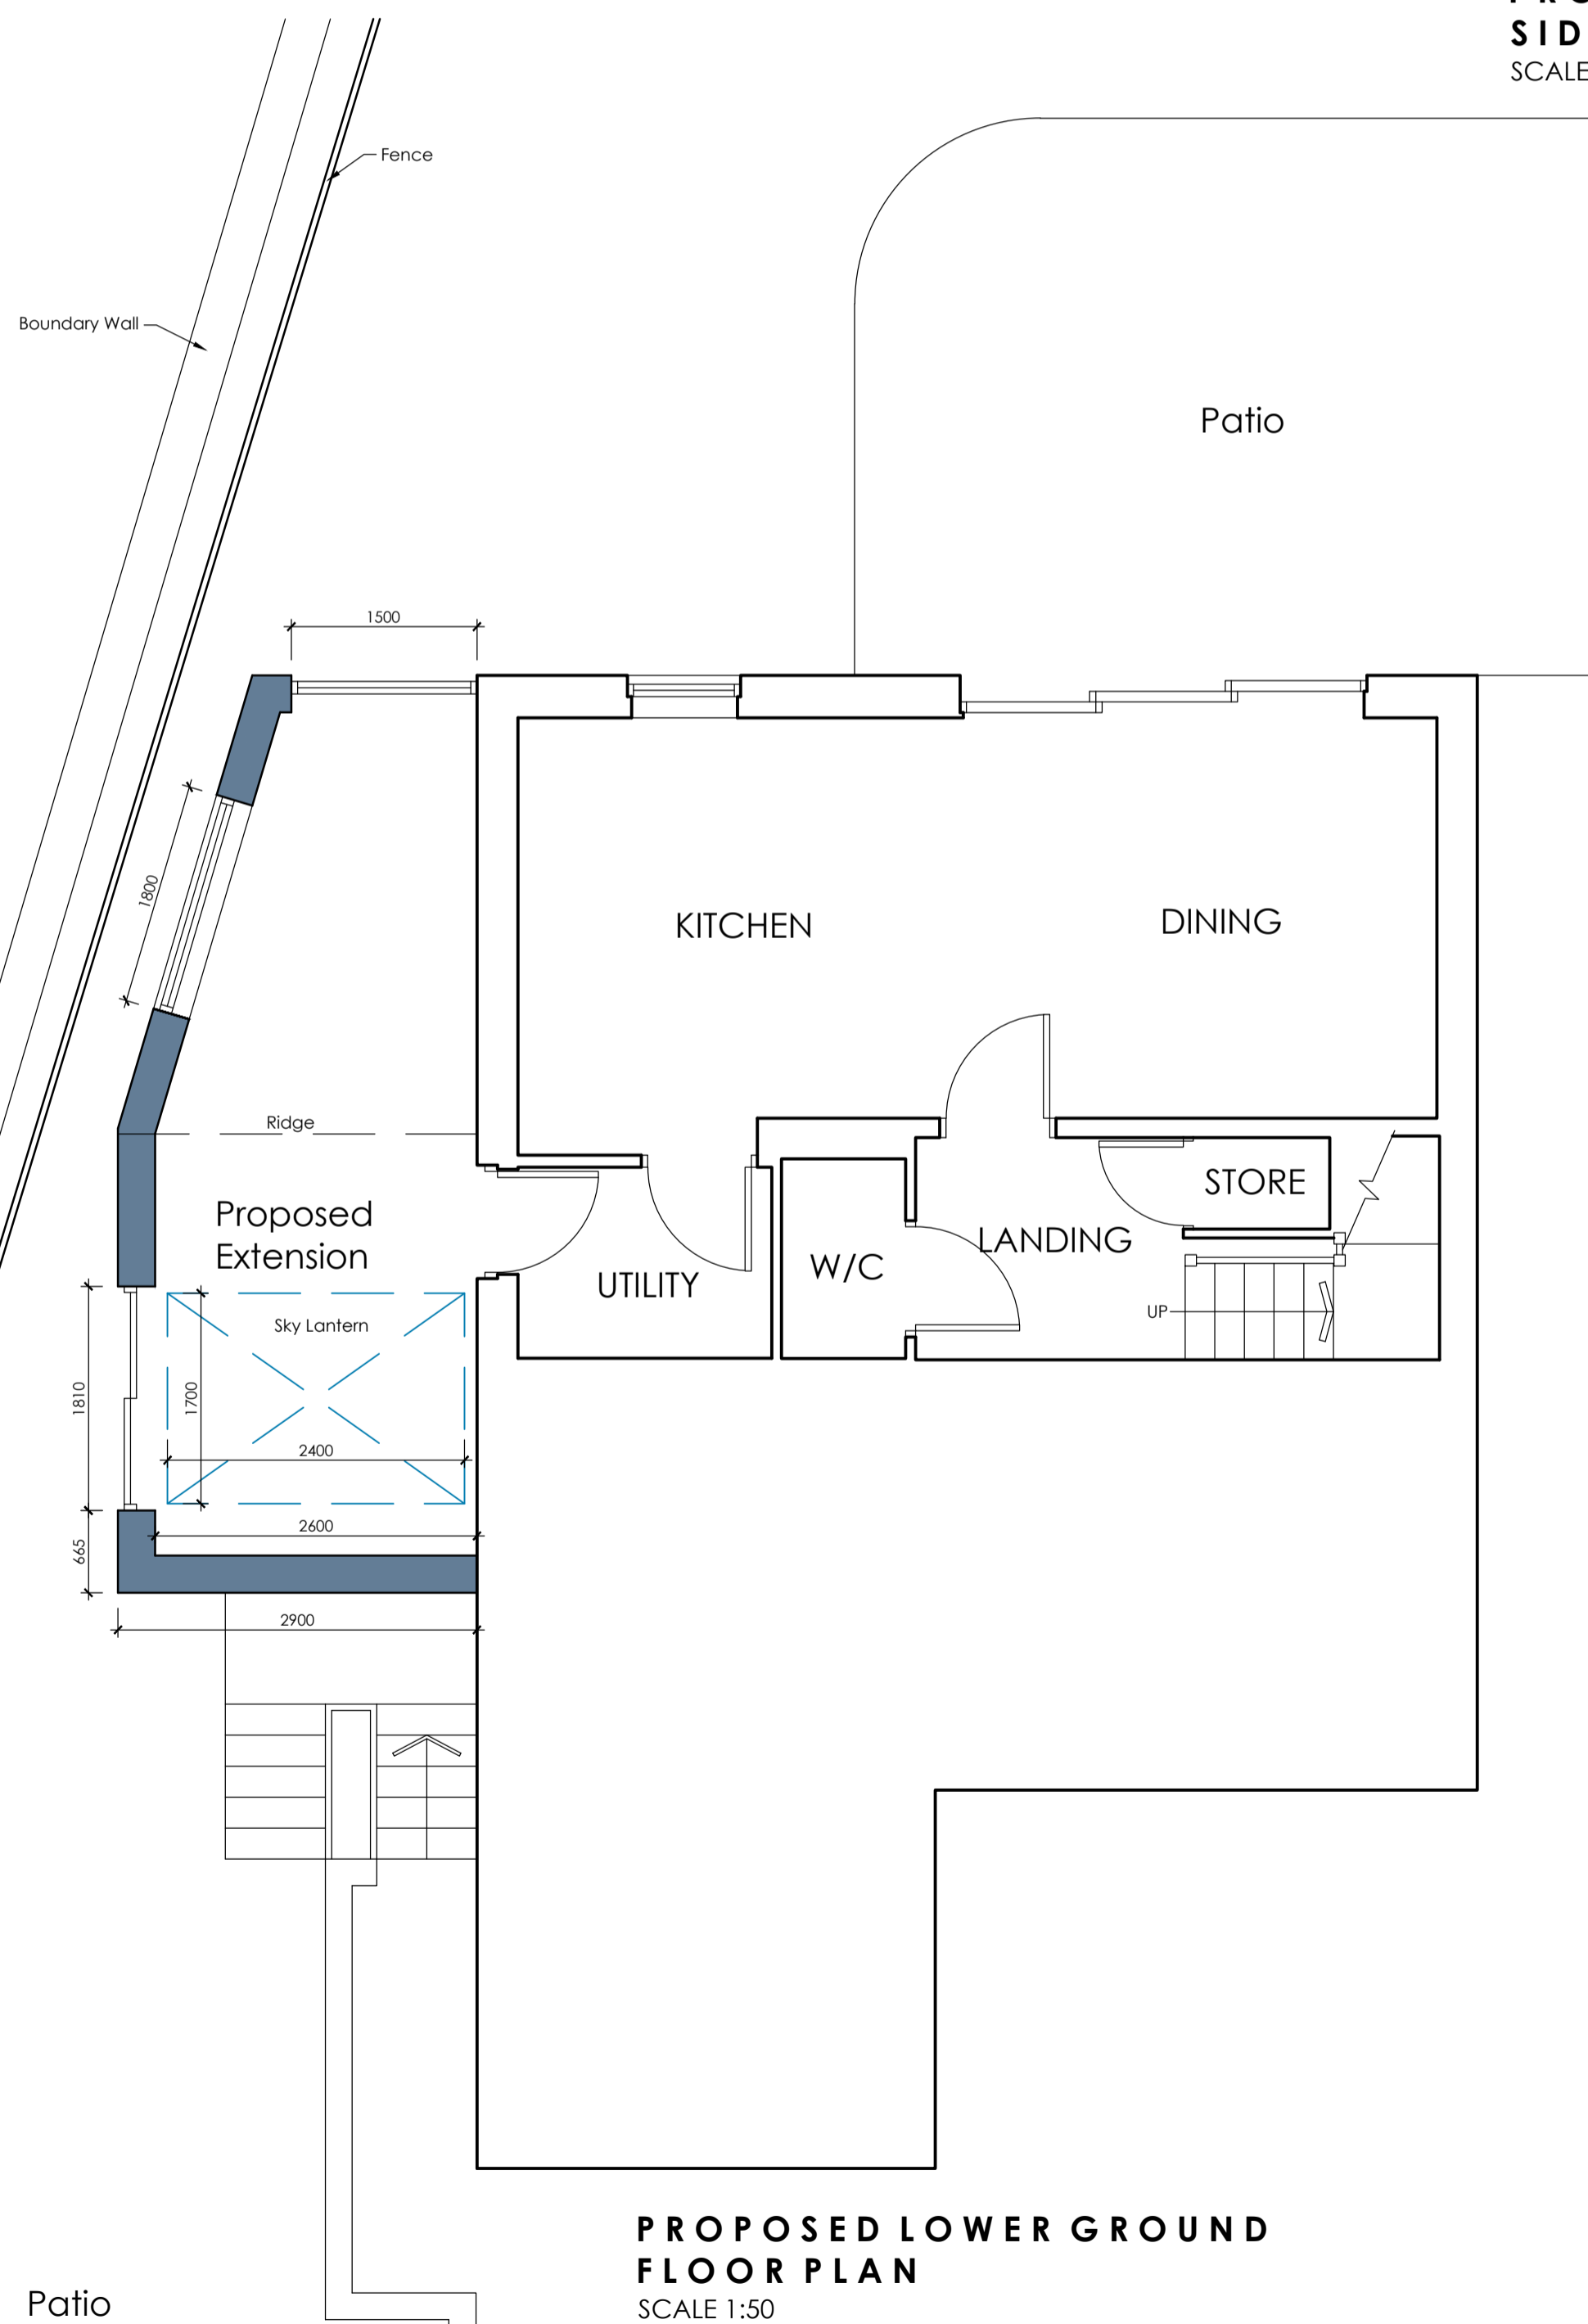 SID
SCALE
Fence
Boundary Wall
Patio
1500
1800
KITCHEN
DINING
Ridge
Proposed
Extension
STORE
LANDING
W/C
UTILITY
UP
Sky Lantern
1810
1700
2400
2600
665
2900
PROPOSED LOWER GROUND
FLOOR PLAN
SCALE 1:50
Patio